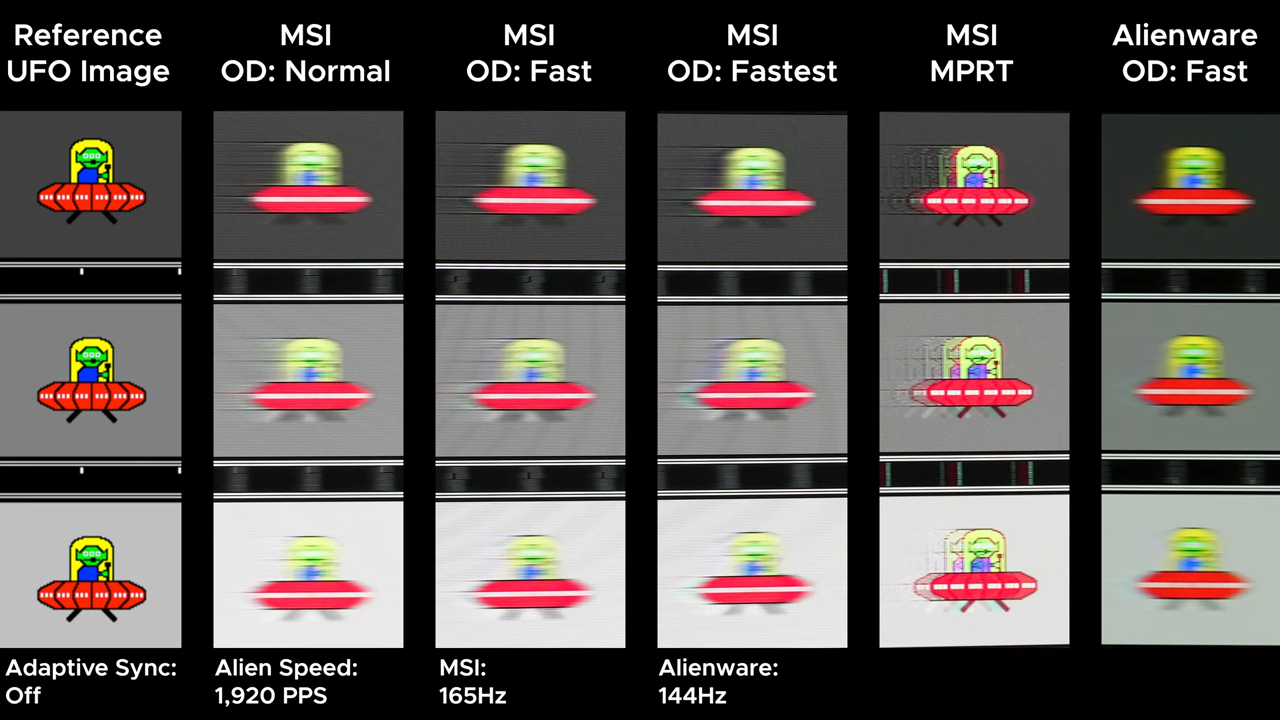 Reference
UFO Image
MSI
OD: Normal
MSI
OD: Fast
MSI
OD: Fastest
MSI
MPRT
Alienware
OD: Fast
Adaptive Sync:
Off
Alien Speed:
1,920 PPS
MSI:
165Hz
Alienware:
144Hz